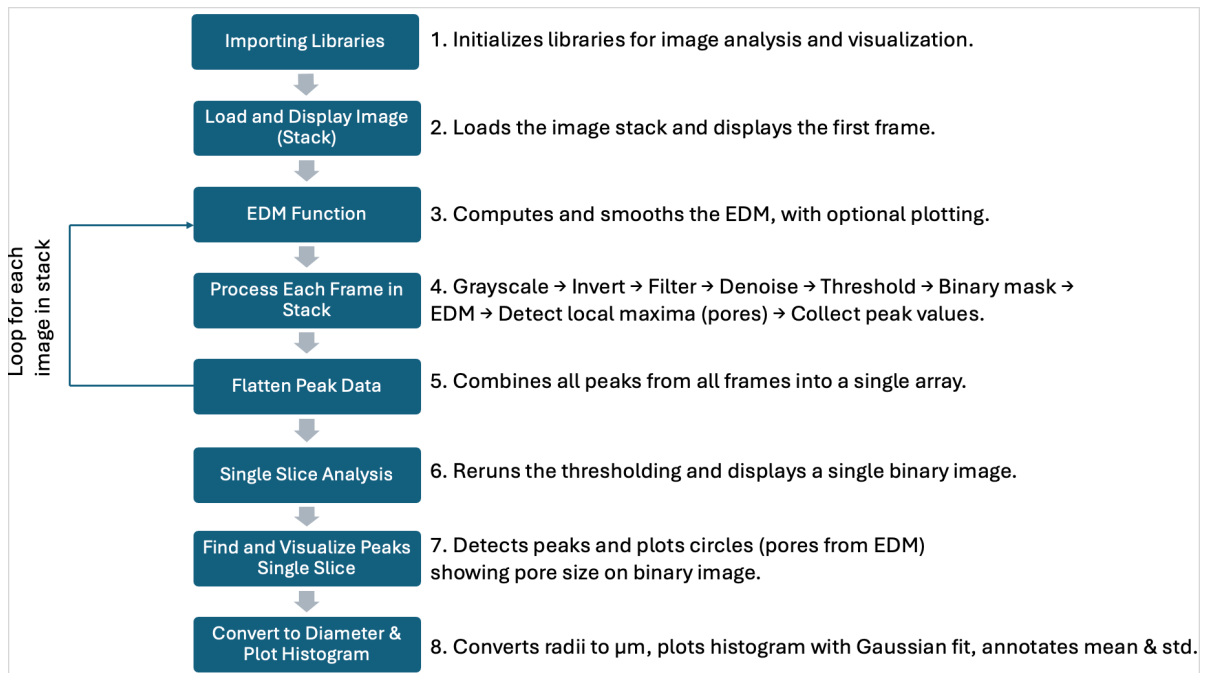 Importing Libraries
1. Initializes libraries for image analysis and visualization.
Load and Display Image
(Stack)
2. Loads the image stack and displays the first frame.
EDM Function
3. Computes and smooths the EDM, with optional plotting.
Loop for each
image in stack
Process Each Frame in
Stack
4. Grayscale → Invert → Filter → Denoise → Threshold → Binary mask →
EDM → Detect local maxima (pores) → Collect peak values.
Flatten Peak Data
5. Combines all peaks from all frames into a single array.
Single Slice Analysis
6. Reruns the thresholding and displays a single binary image.
Find and Visualize Peaks
Single Slice
7. Detects peaks and plots circles (pores from EDM)
showing pore size on binary image.
Convert to Diameter &
Plot Histogram
8. Converts radii to µm, plots histogram with Gaussian fit, annotates mean & std.